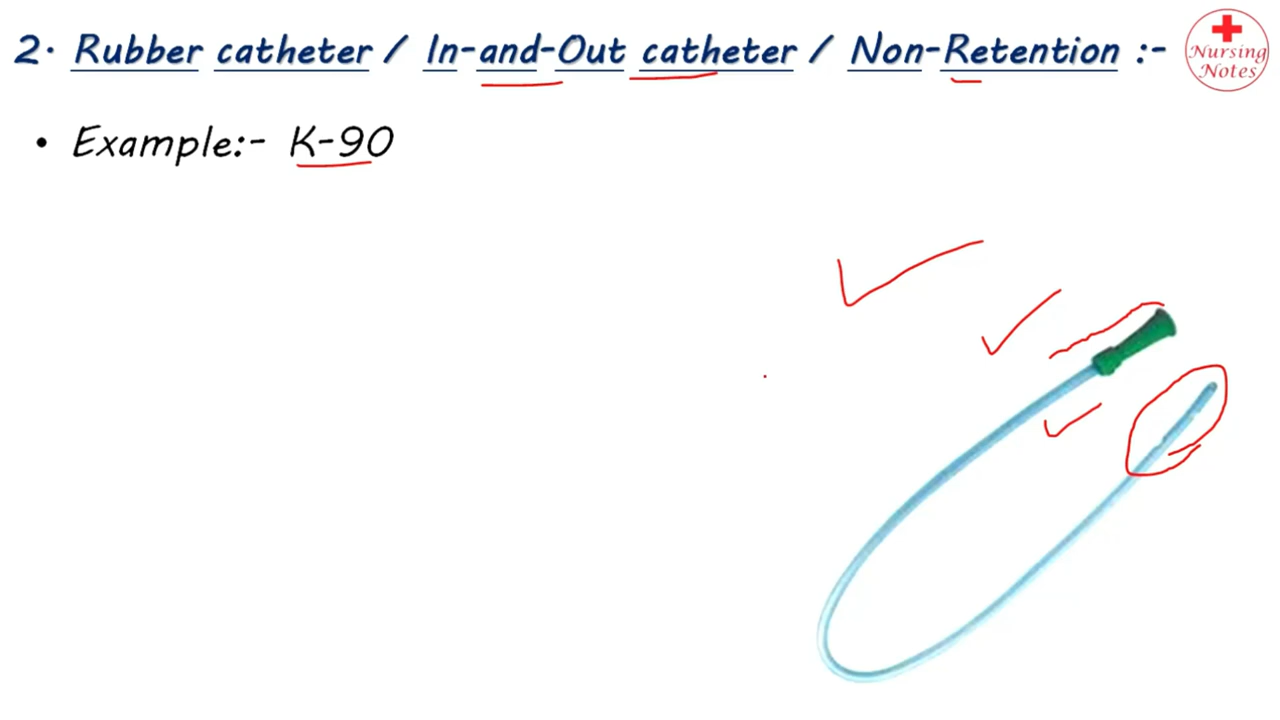 2. Rubber catheter / In-and-Out catheter / Non-Retention :-
Nursing
Notes
• Example:- K-90